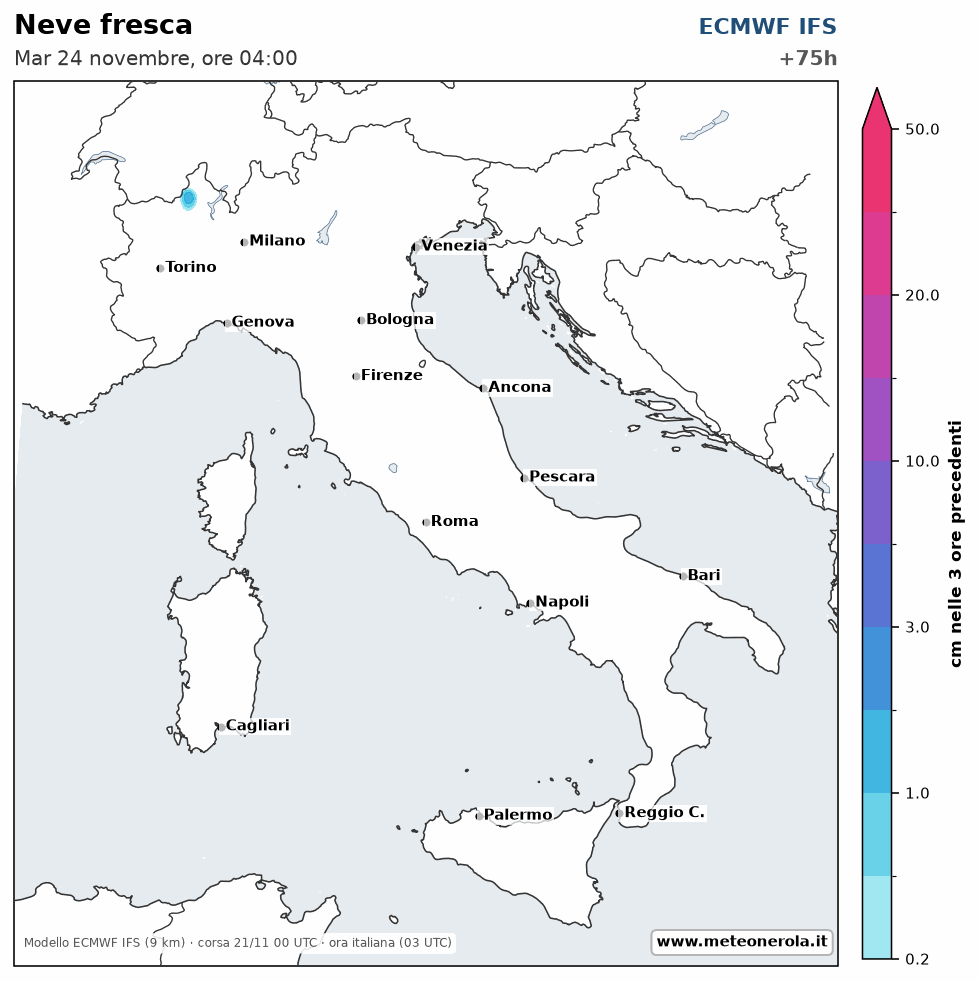 Neve fresca
ECMWF IFS
Mar 24 novembre, ore 04:00
+75h
50.0
Milano
Venezia
Torino
20.0
Genova
Bologna
Firenze
Ancona
10.0
Pescara
Roma
cm nelle 3 ore precedenti
Bari
Napoli
3.0
Cagliari
1.0
Palermo
Reggio C.
Modello ECMWF IFS (9 km) · corsa 21/11 00 UTC · ora italiana (03 UTC)
www.meteonerola.it
0.2